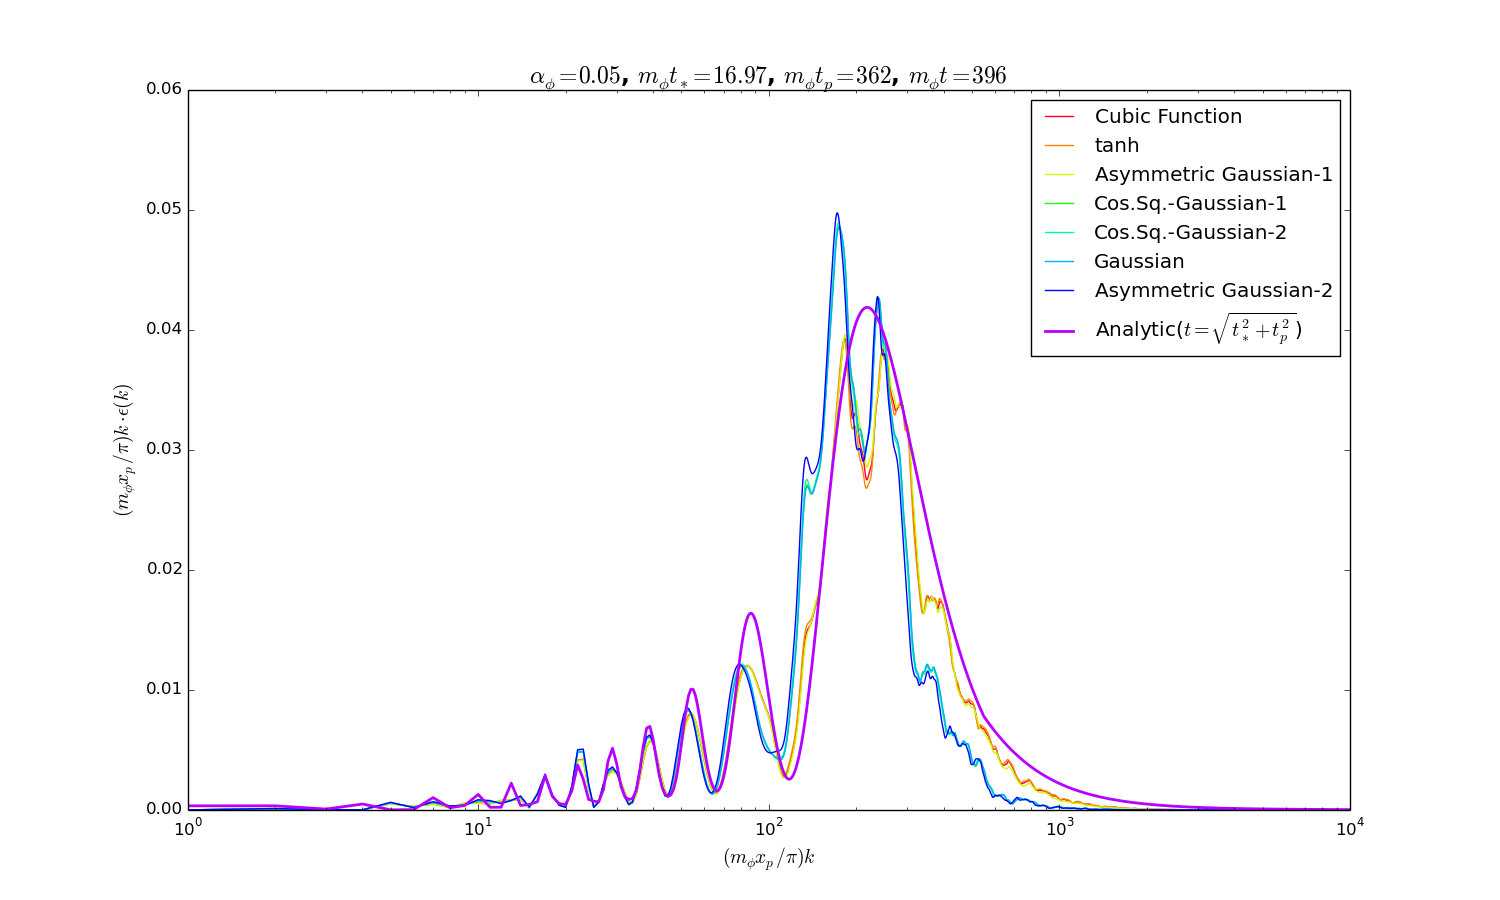 α_ϕ=0.05, m_ϕt_*=16.97, m_ϕt_p=362, m_ϕt=396
0.06
0.05
0.04
0.03
0.02
0.01
0.00
(m_ϕx_p/π)k·ϵ(k)
Cubic Function
tanh
Asymmetric Gaussian-1
Cos.Sq.-Gaussian-1
Cos.Sq.-Gaussian-2
Gaussian
Asymmetric Gaussian-2
Analytic(t=√(t_*^2+t_p^2))
10^0 10^1 10^2 10^3 10^4
(m_ϕx_p/π)k